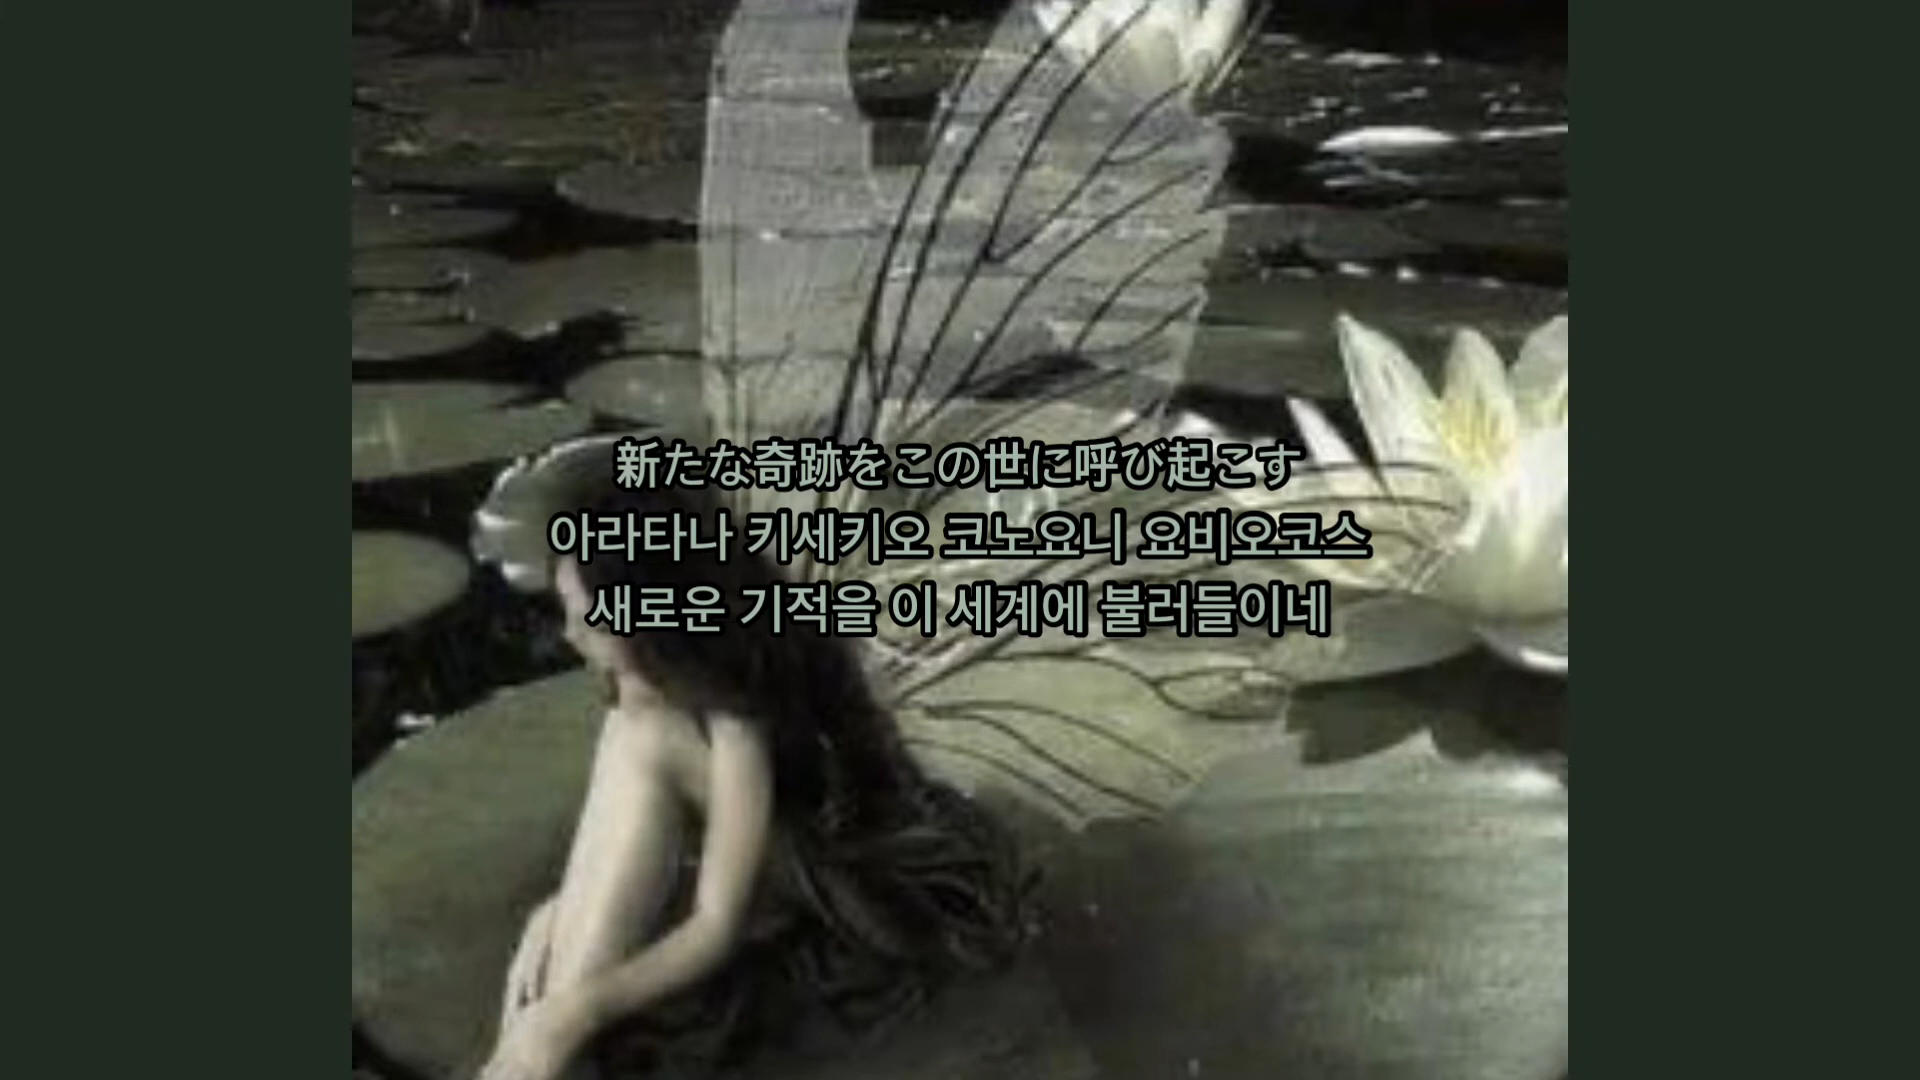 新たな奇跡をこの世に呼び起こす
아라타나 키세키오 코노요니 요비오코스
새로운 기적을 이 세계에 불러들이네